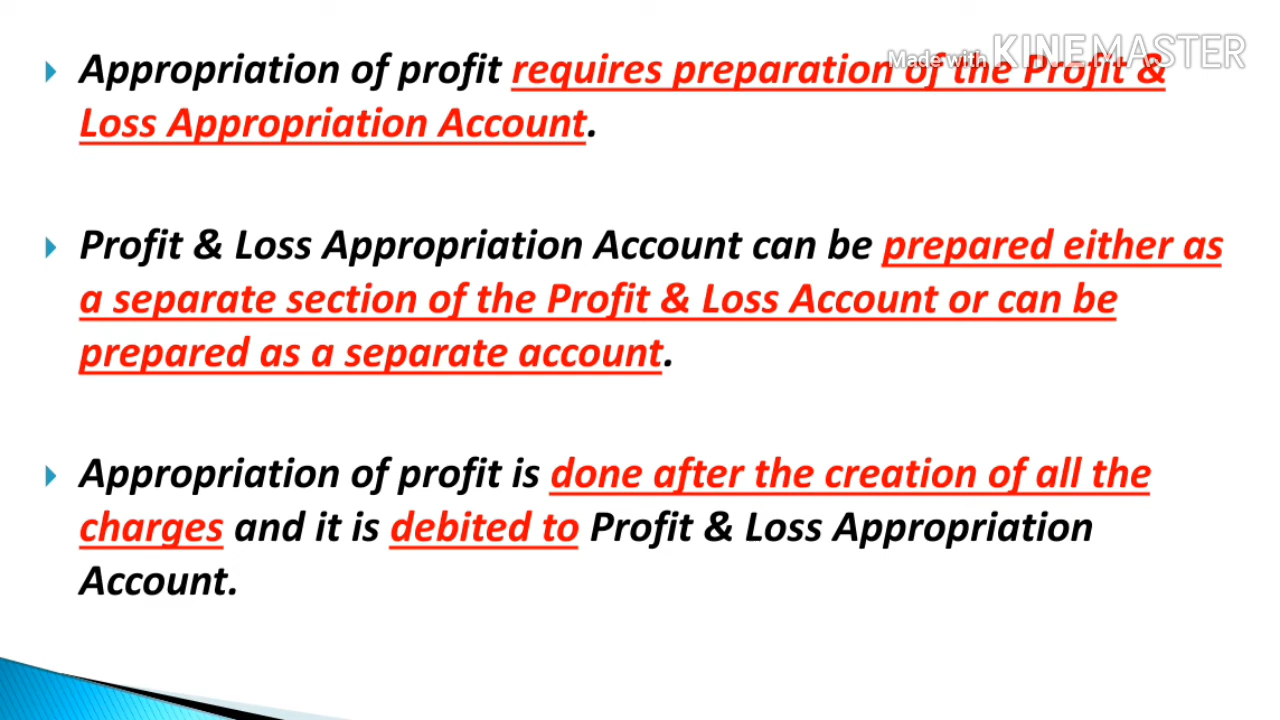 Made with KINEMASTER
Appropriation of profit requires preparation of the Profit &
Loss Appropriation Account.
Profit & Loss Appropriation Account can be prepared either as
a separate section of the Profit & Loss Account or can be
prepared as a separate account.
Appropriation of profit is done after the creation of all the
charges and it is debited to Profit & Loss Appropriation
Account.